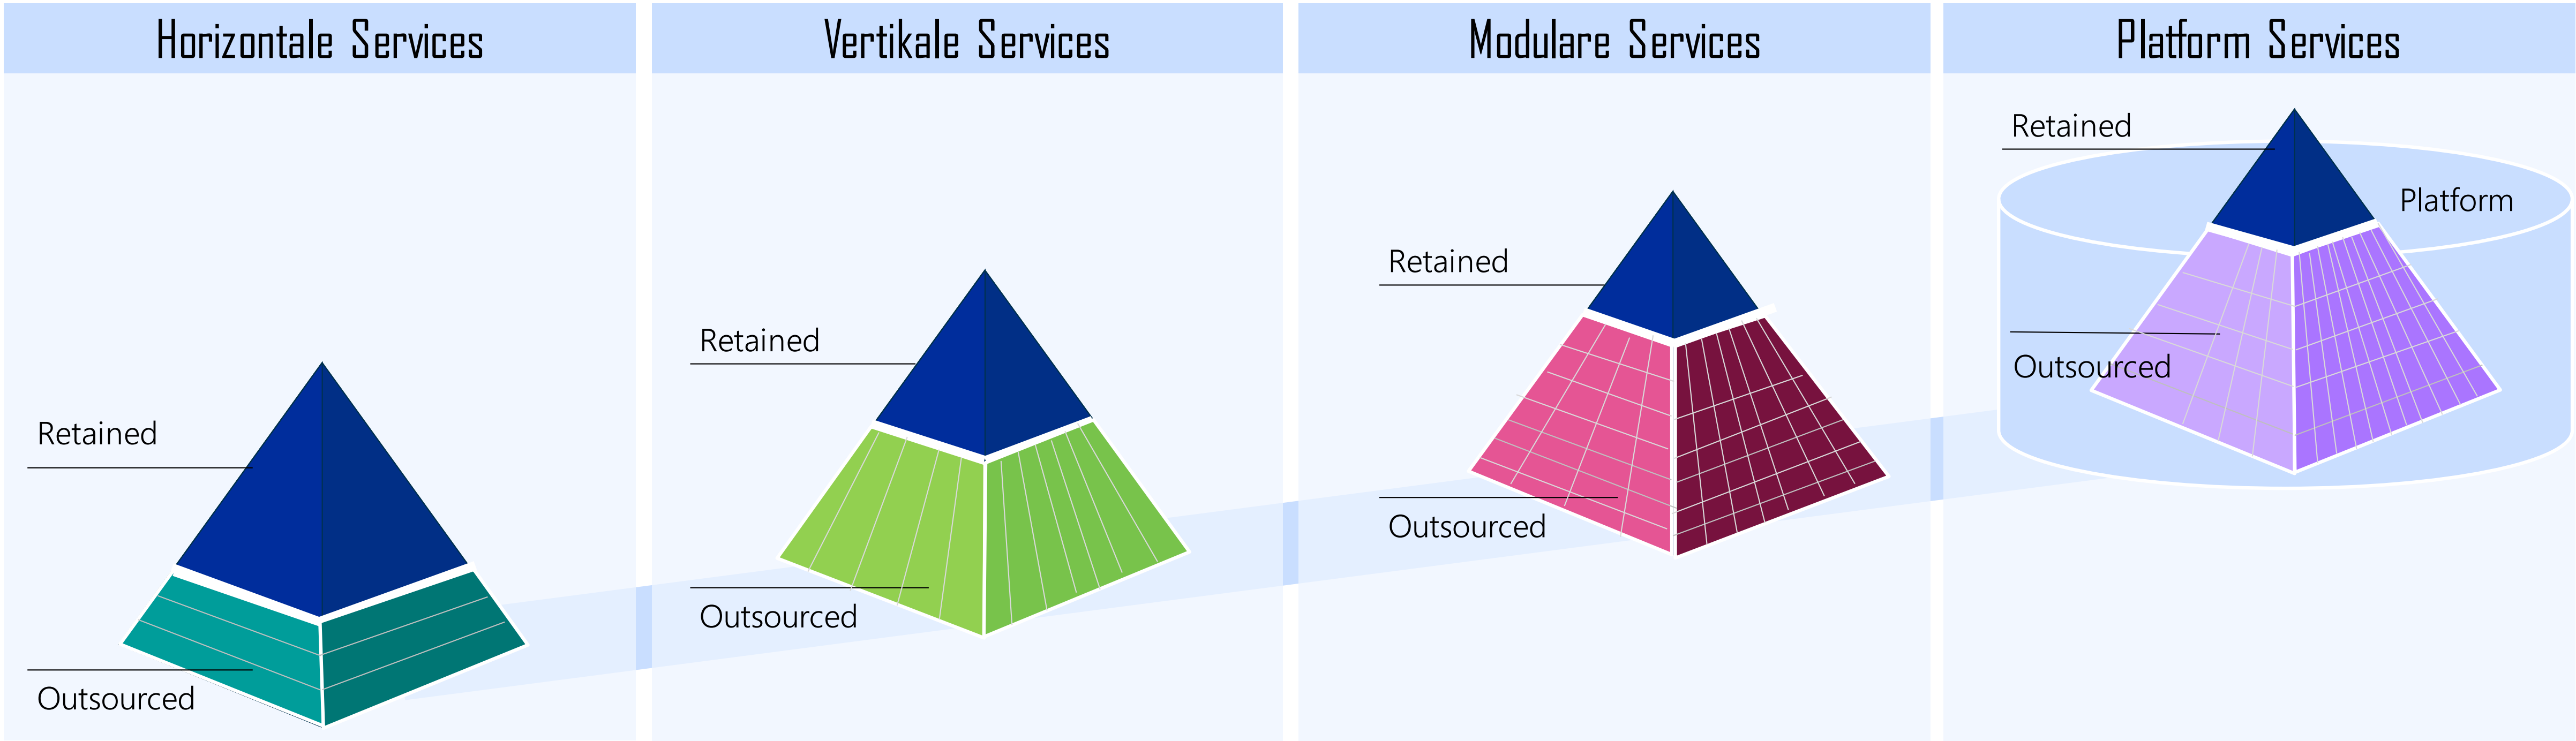 Horizontale Services
Retained
Outsourced
Vertikale Services
Retained
Outsourced
Modulare Services
Retained
Outsourced
Platform Services
Retained
Platform
Outsourced